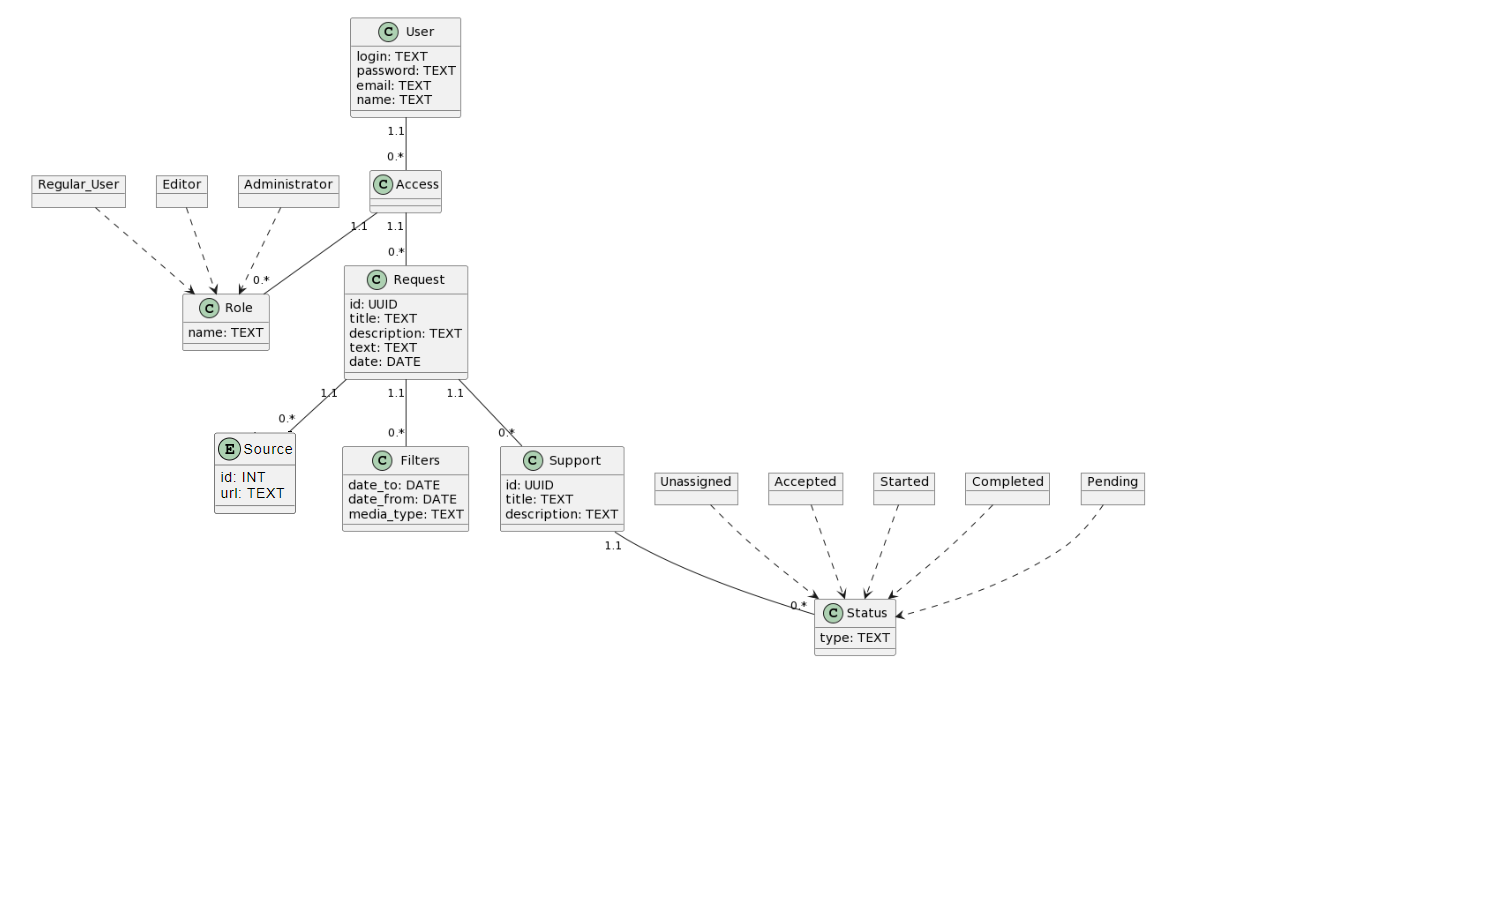 C User
login: TEXT
password: TEXT
email: TEXT
name: TEXT
1.1
0.*
Regular_User
Editor
Administrator
C Access
1.1
1.1
0.*
0.*
C Role
name: TEXT
C Request
id: UUID
title: TEXT
description: TEXT
text: TEXT
date: DATE
1.1
1.1
1.1
0.*
0.*
0.*
E Source
id: INT
url: TEXT
C Filters
date_to: DATE
date_from: DATE
media_type: TEXT
C Support
id: UUID
title: TEXT
description: TEXT
Unassigned
Accepted
Started
Completed
Pending
1.1
0.*
C Status
type: TEXT